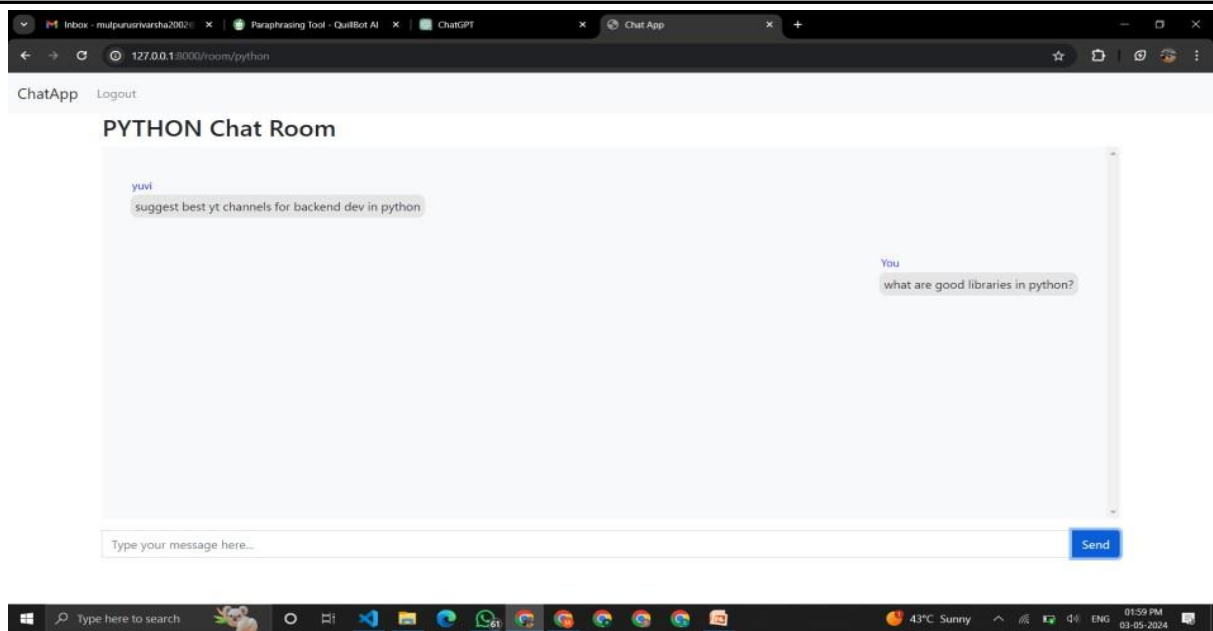 Inbox - mulpurusrivarsha2002@
Paraphrasing Tool - QuillBot AI
ChatGPT
Chat App
127.0.0.1:8000/room/python
ChatApp Logout
PYTHON Chat Room
yuvi
suggest best yt channels for backend dev in python
You
what are good libraries in python?
Type your message here...
Send
Type here to search
61
43°C Sunny
ENG
01:59 PM
03-05-2024